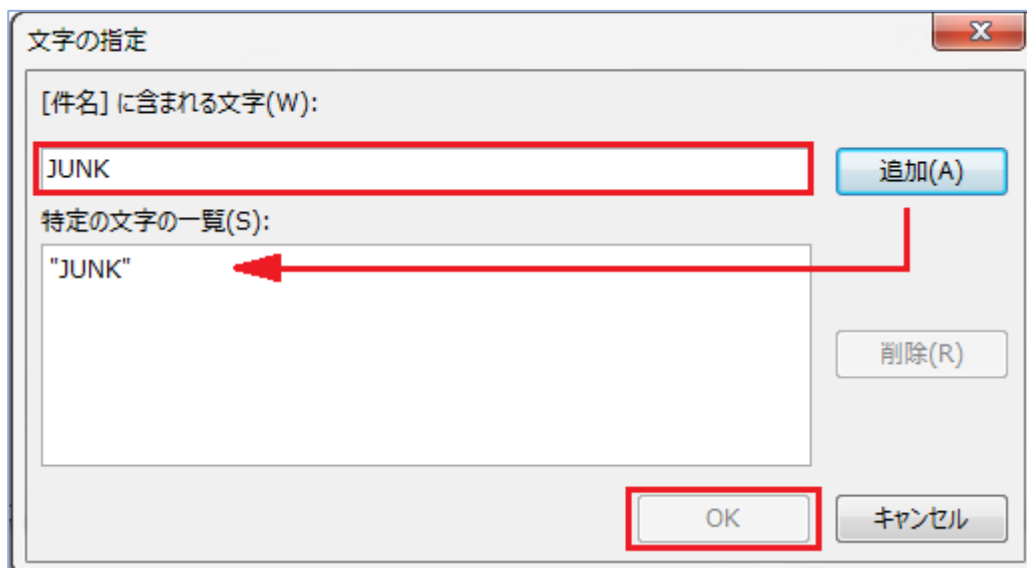 文字の指定
[件名] に含まれる文字(W):
JUNK
追加(A)
特定の文字の一覧(S):
"JUNK"
削除(R)
OK
キャンセル